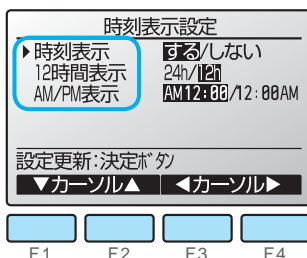 時刻表示設定
▶時刻表示 する/しない
12時間表示 24h/12h
AM/PM表示 AM12:00/12:00AM
設定更新:決定ボタン
▼カーソル▲ ◀カーソル▶
F1 F2 F3 F4